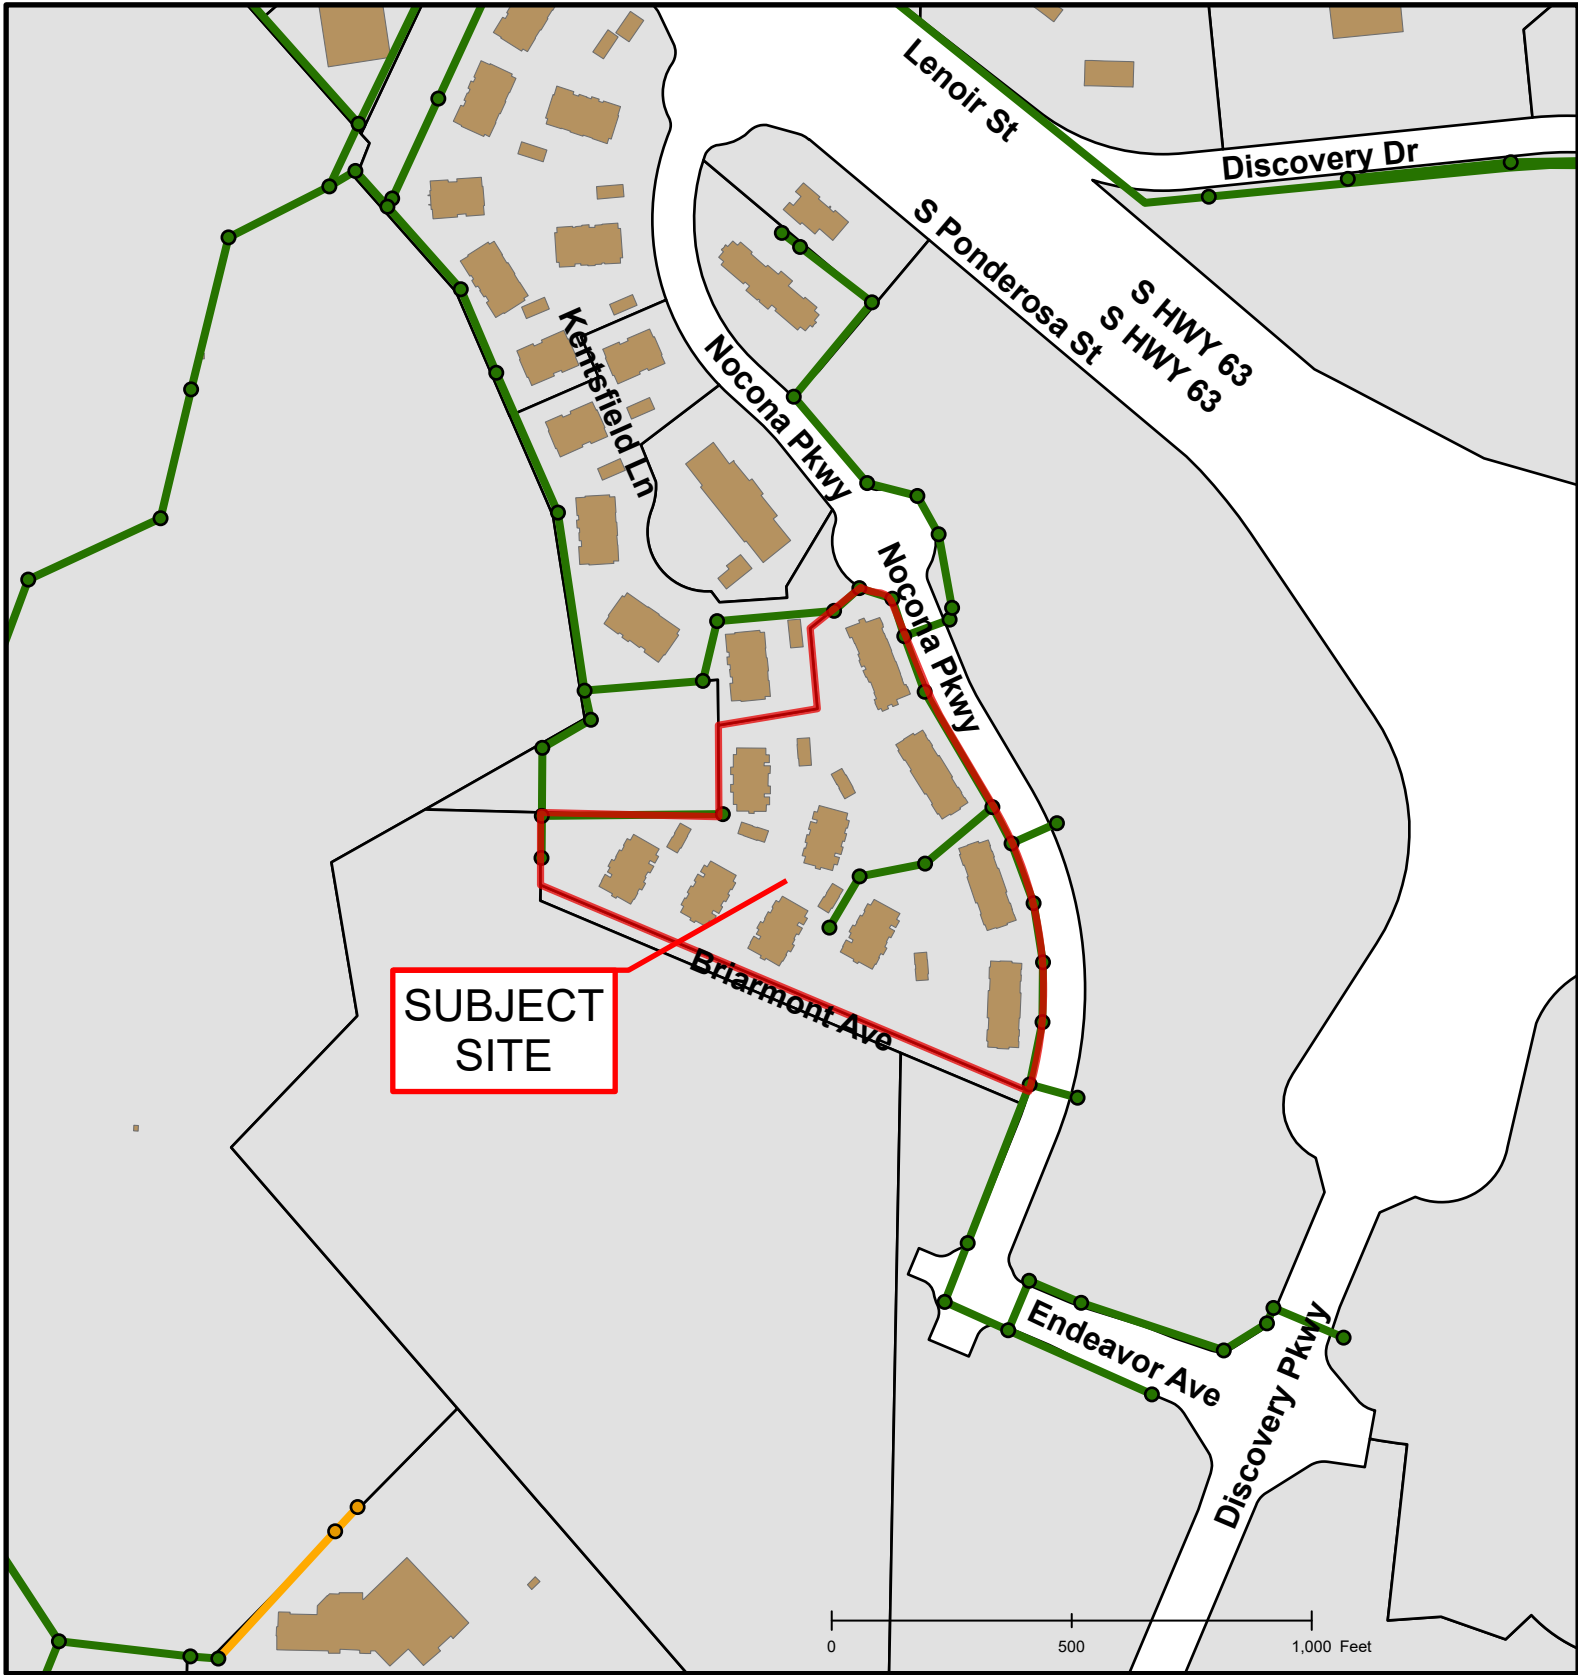 Lenoir St
Discovery Dr
S Ponderosa St
S HWY 63
S HWY 63
Kentsfield Ln
Nocona Pkwy
Nocona Pkwy
Briarmont Ave
SUBJECT
SITE
Endeavor Ave
Discovery Pkwy
0 500 1,000 Feet